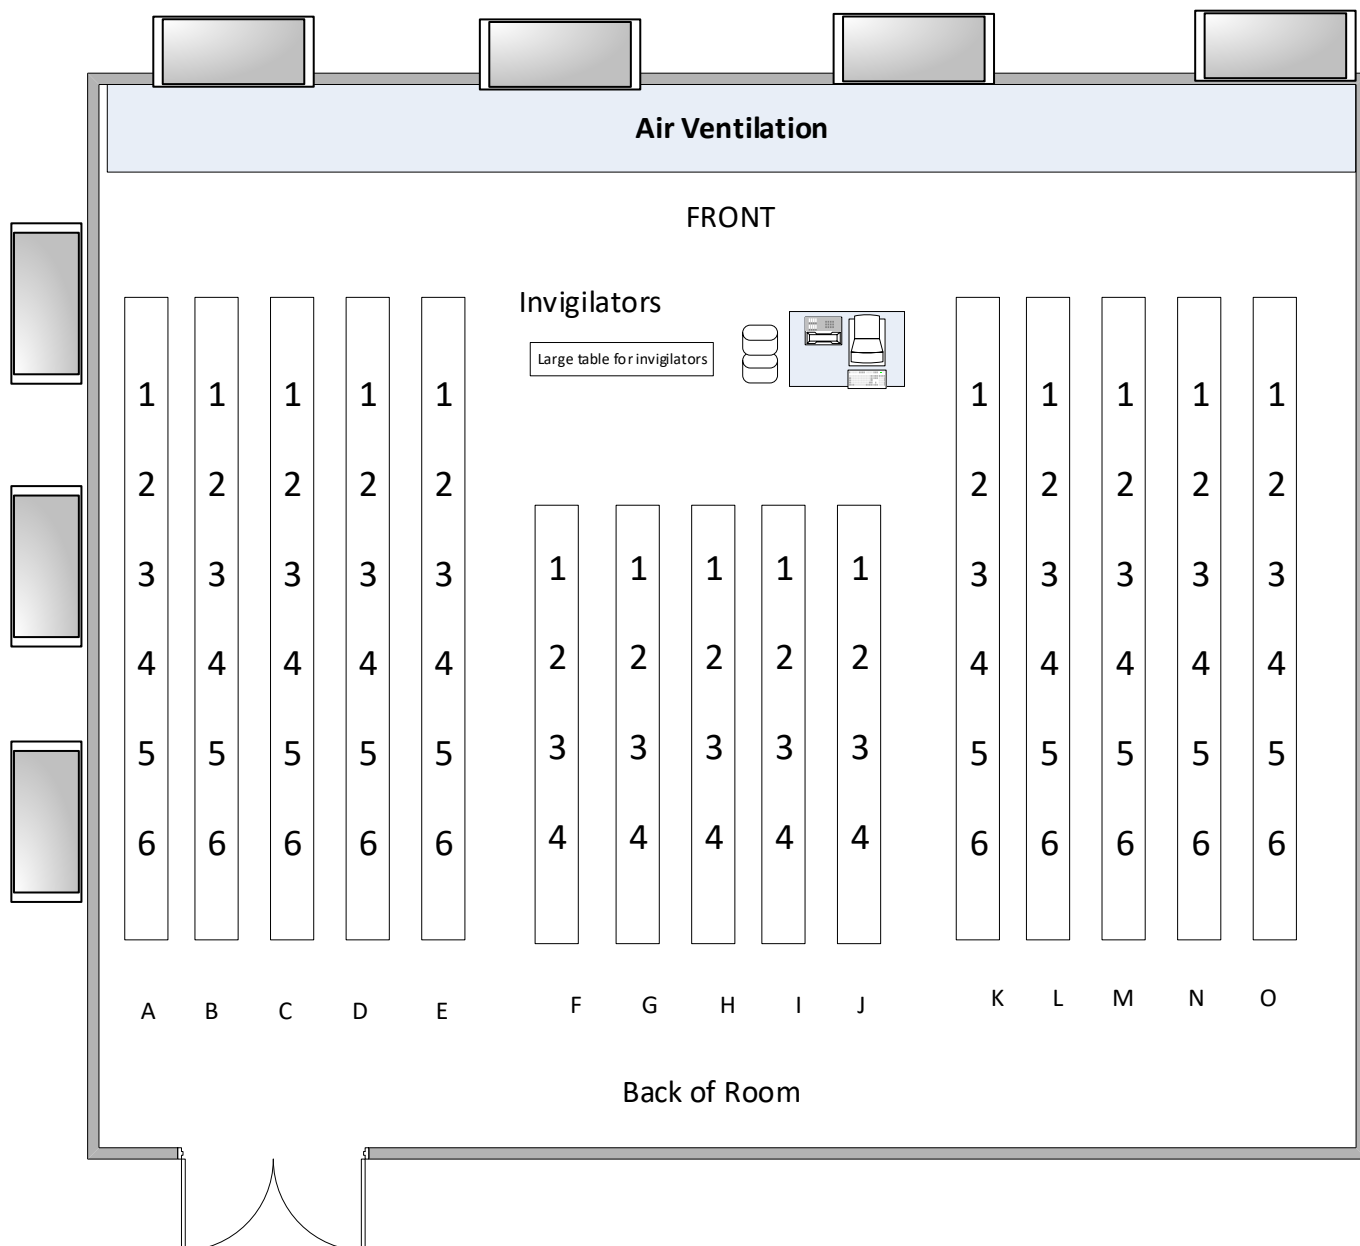 Air Ventilation
FRONT
Invigilators
Large table for invigilators
1 1 1 1 1 1 1 1 1 1
2 2 2 2 2 2 2 2 2 2
1 1 1 1 1
3 3 3 3 3 3 3 3 3 3
2 2 2 2 2
4 4 4 4 4 4 4 4 4 4
3 3 3 3 3
5 5 5 5 5 5 5 5 5 5
4 4 4 4 4
6 6 6 6 6 6 6 6 6 6
A B C D E F G H I J K L M N O
Back of Room